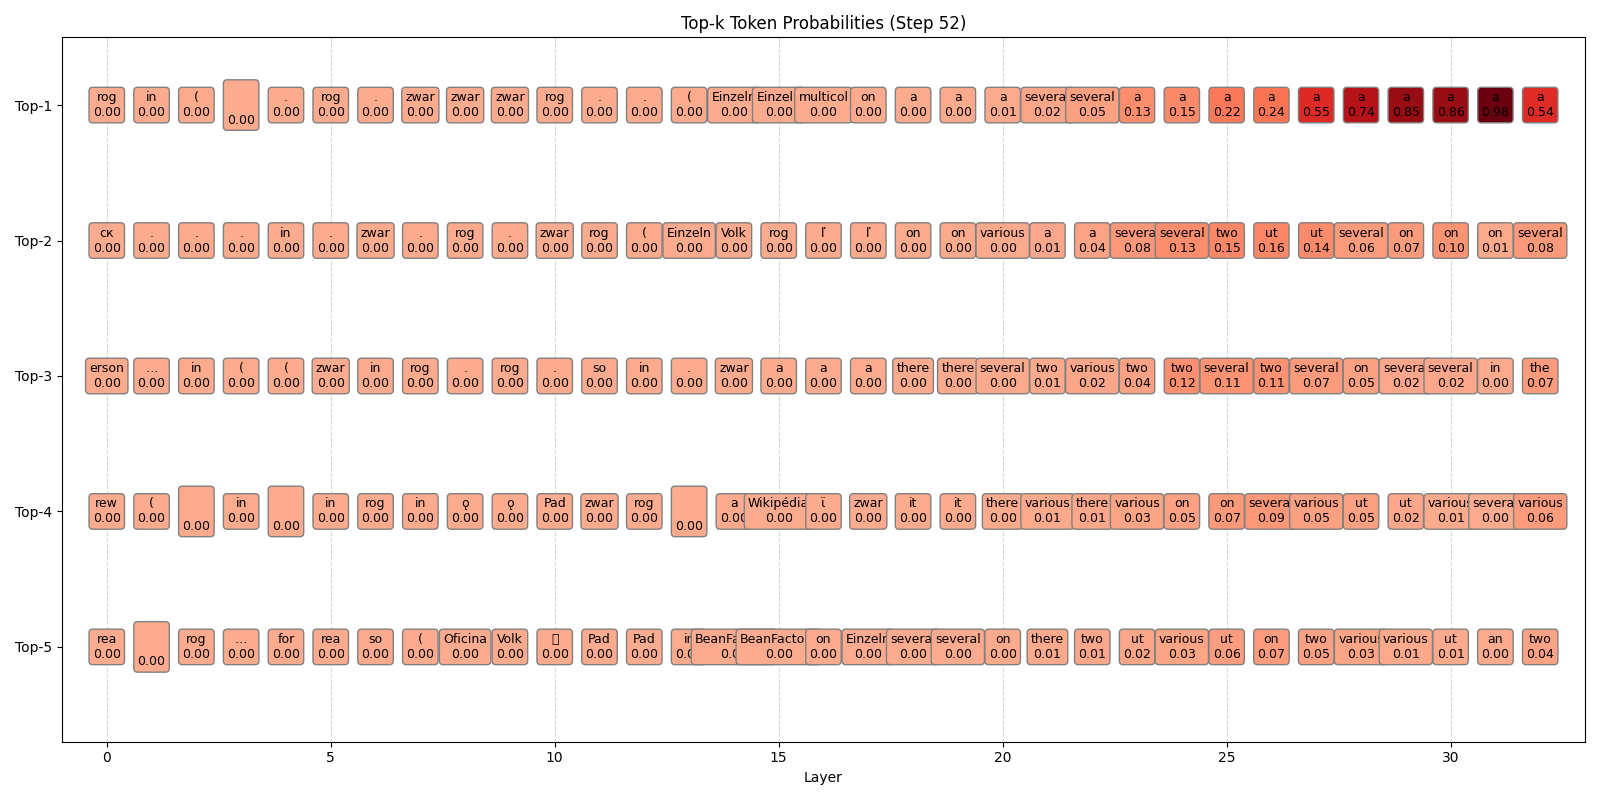 Top-k Token Probabilities (Step 52)
Top-1
rog in ( . rog . zwar zwar zwar rog . . ( Einzeln Einzel multicol on a a a several several a a a a a a a a a a
0.00 0.00 0.00 0.00 0.00 0.00 0.00 0.00 0.00 0.00 0.00 0.00 0.00 0.00 0.00 0.00 0.00 0.00 0.00 0.00 0.01 0.02 0.05 0.13 0.15 0.22 0.24 0.55 0.74 0.85 0.86 0.98 0.54
Top-2
ск . . . in . zwar . rog . zwar rog ( Einzeln Volk rog on on various a a several several two ut ut several on on on several
0.00 0.00 0.00 0.00 0.00 0.00 0.00 0.00 0.00 0.00 0.00 0.00 0.00 0.00 0.00 0.00 0.00 0.00 0.00 0.00 0.00 0.01 0.04 0.08 0.13 0.15 0.16 0.14 0.06 0.07 0.10 0.01 0.08
Top-3
erson ... in ( ( zwar in rog . rog . so in . zwar a a a there there several two various two two several two several on several several in the
0.00 0.00 0.00 0.00 0.00 0.00 0.00 0.00 0.00 0.00 0.00 0.00 0.00 0.00 0.00 0.00 0.00 0.00 0.00 0.00 0.00 0.01 0.02 0.04 0.12 0.11 0.11 0.07 0.05 0.02 0.02 0.00 0.07
Top-4
rew ( in in rog in ǫ ǫ Pad zwar rog a Wikipédia ϊ zwar it it there various there various on on several various ut ut various several various
0.00 0.00 0.00 0.00 0.00 0.00 0.00 0.00 0.00 0.00 0.00 0.00 0.00 0.00 0.00 0.00 0.00 0.00 0.00 0.00 0.00 0.01 0.01 0.03 0.05 0.07 0.09 0.05 0.05 0.02 0.01 0.00 0.06
Top-5
rea rog ... for rea so ( Oficina Volk Pad Pad in BeanFa BeanFacto on Einzeln several several on there two ut various ut on two various various ut an two
0.00 0.00 0.00 0.00 0.00 0.00 0.00 0.00 0.00 0.00 0.00 0.00 0.00 0.00 0.00 0.00 0.00 0.00 0.00 0.00 0.00 0.01 0.01 0.02 0.03 0.06 0.07 0.05 0.03 0.01 0.01 0.00 0.04
0 5 10 15 20 25 30
Layer